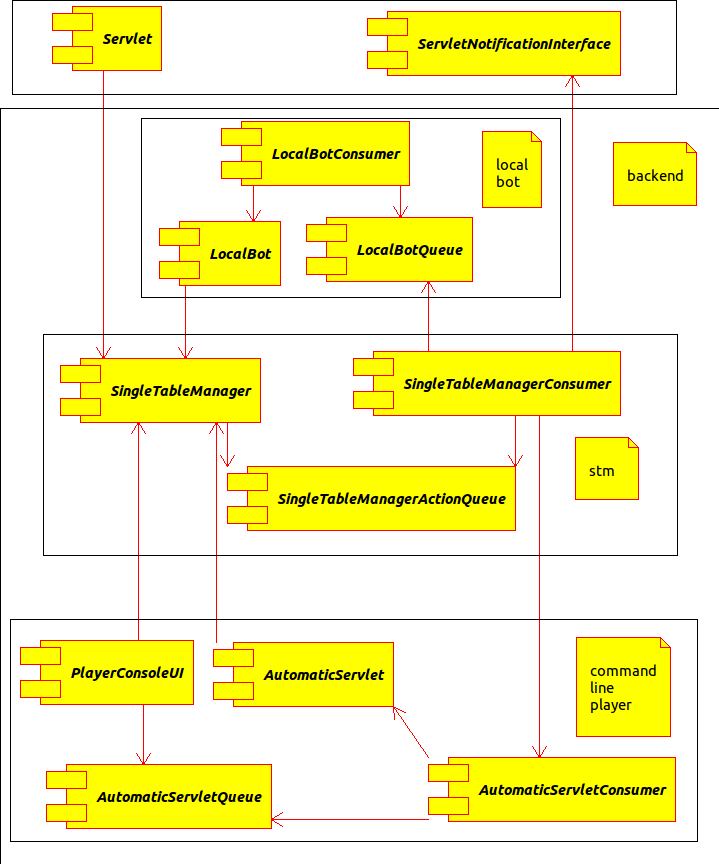 Servlet
ServletNotificationInterface
LocalBotConsumer
local
bot
backend
LocalBot
LocalBotQueue
SingleTableManager
SingleTableManagerConsumer
stm
SingleTableManagerActionQueue
PlayerConsoleUI
AutomaticServlet
command
line
player
AutomaticServletQueue
AutomaticServletConsumer